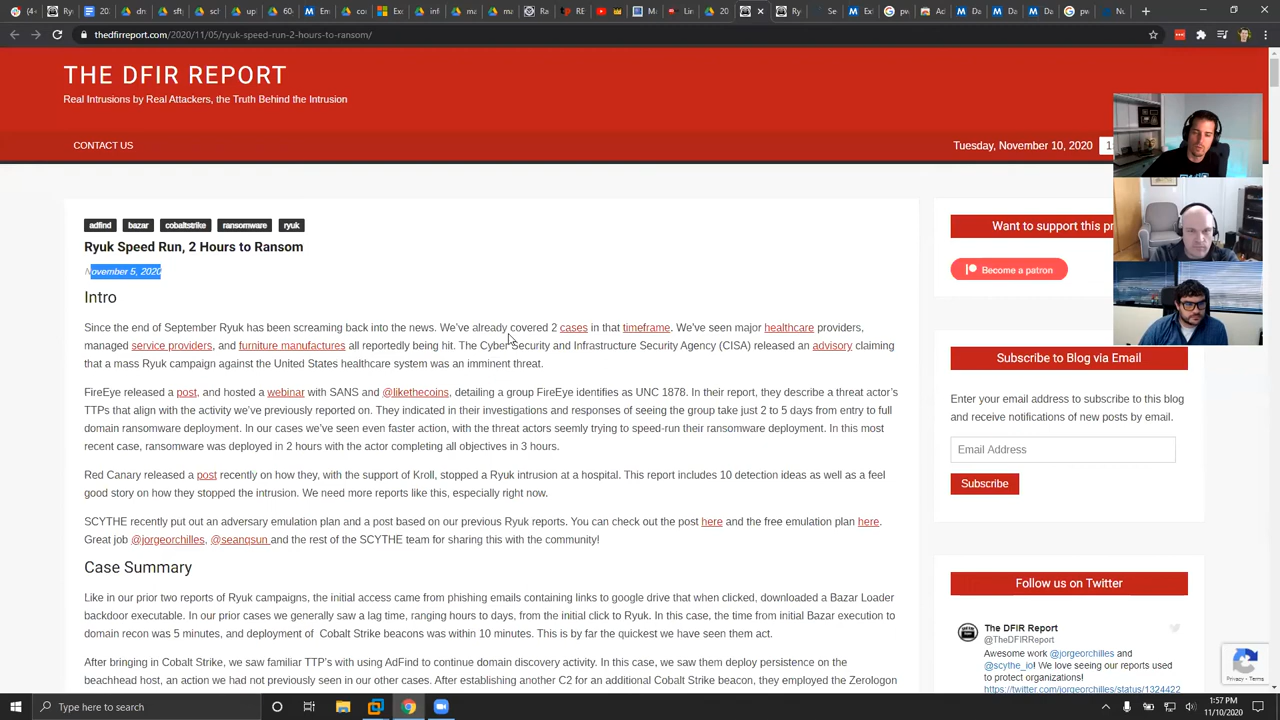 thedfirreport.com/2020/11/05/ryuk-speed-run-2-hours-to-ransom/
THE DFIR REPORT
Real Intrusions by Real Attackers, the Truth Behind the Intrusion
CONTACT US
Tuesday, November 10, 2020
adfind bazar cobaltstrike ransomware ryuk
Ryuk Speed Run, 2 Hours to Ransom
November 5, 2020
Intro
Since the end of September Ryuk has been screaming back into the news. We've already covered 2 cases in that timeframe. We've seen major healthcare providers,
managed service providers, and furniture manufactures all reportedly being hit. The Cyber Security and Infrastructure Security Agency (CISA) released an advisory claiming
that a mass Ryuk campaign against the United States healthcare system was an imminent threat.
FireEye released a post, and hosted a webinar with SANS and @likethecoins, detailing a group FireEye identifies as UNC 1878. In their report, they describe a threat actor's
TTPs that align with the activity we've previously reported on. They indicated in their investigations and responses of seeing the group take just 2 to 5 days from entry to full
domain ransomware deployment. In our cases we've seen even faster action, with the threat actors seemly trying to speed-run their ransomware deployment. In this most
recent case, ransomware was deployed in 2 hours with the actor completing all objectives in 3 hours.
Red Canary released a post recently on how they, with the support of Kroll, stopped a Ryuk intrusion at a hospital. This report includes 10 detection ideas as well as a feel
good story on how they stopped the intrusion. We need more reports like this, especially right now.
SCYTHE recently put out an adversary emulation plan and a post based on our previous Ryuk reports. You can check out the post here and the free emulation plan here.
Great job @jorgeorchilles, @seanqsun and the rest of the SCYTHE team for sharing this with the community!
Case Summary
Like in our prior two reports of Ryuk campaigns, the initial access came from phishing emails containing links to google drive that when clicked, downloaded a Bazar Loader
backdoor executable. In our prior cases we generally saw a lag time, ranging hours to days, from the initial click to Ryuk. In this case, the time from initial Bazar execution to
domain recon was 5 minutes, and deployment of Cobalt Strike beacons was within 10 minutes. This is by far the quickest we have seen them act.
After bringing in Cobalt Strike, we saw familiar TTP's with using AdFind to continue domain discovery activity. In this case, we saw them deploy persistence on the
beachhead host, an action we had not previously seen in our other cases. After establishing another C2 for an additional Cobalt Strike beacon, they employed the Zerologon
Want to support this pr
Become a patron
Subscribe to Blog via Email
Enter your email address to subscribe to this blog
and receive notifications of new posts by email.
Email Address
Subscribe
Follow us on Twitter
The DFIR Report
@TheDFIRReport
Awesome work @jorgeorchilles and
@scythe_io! We love seeing our reports used
to protect organizations!
https://twitter.com/jorgeorchilles/status/1324422
Privacy - Terms
Type here to search
1:57 PM
11/10/2020